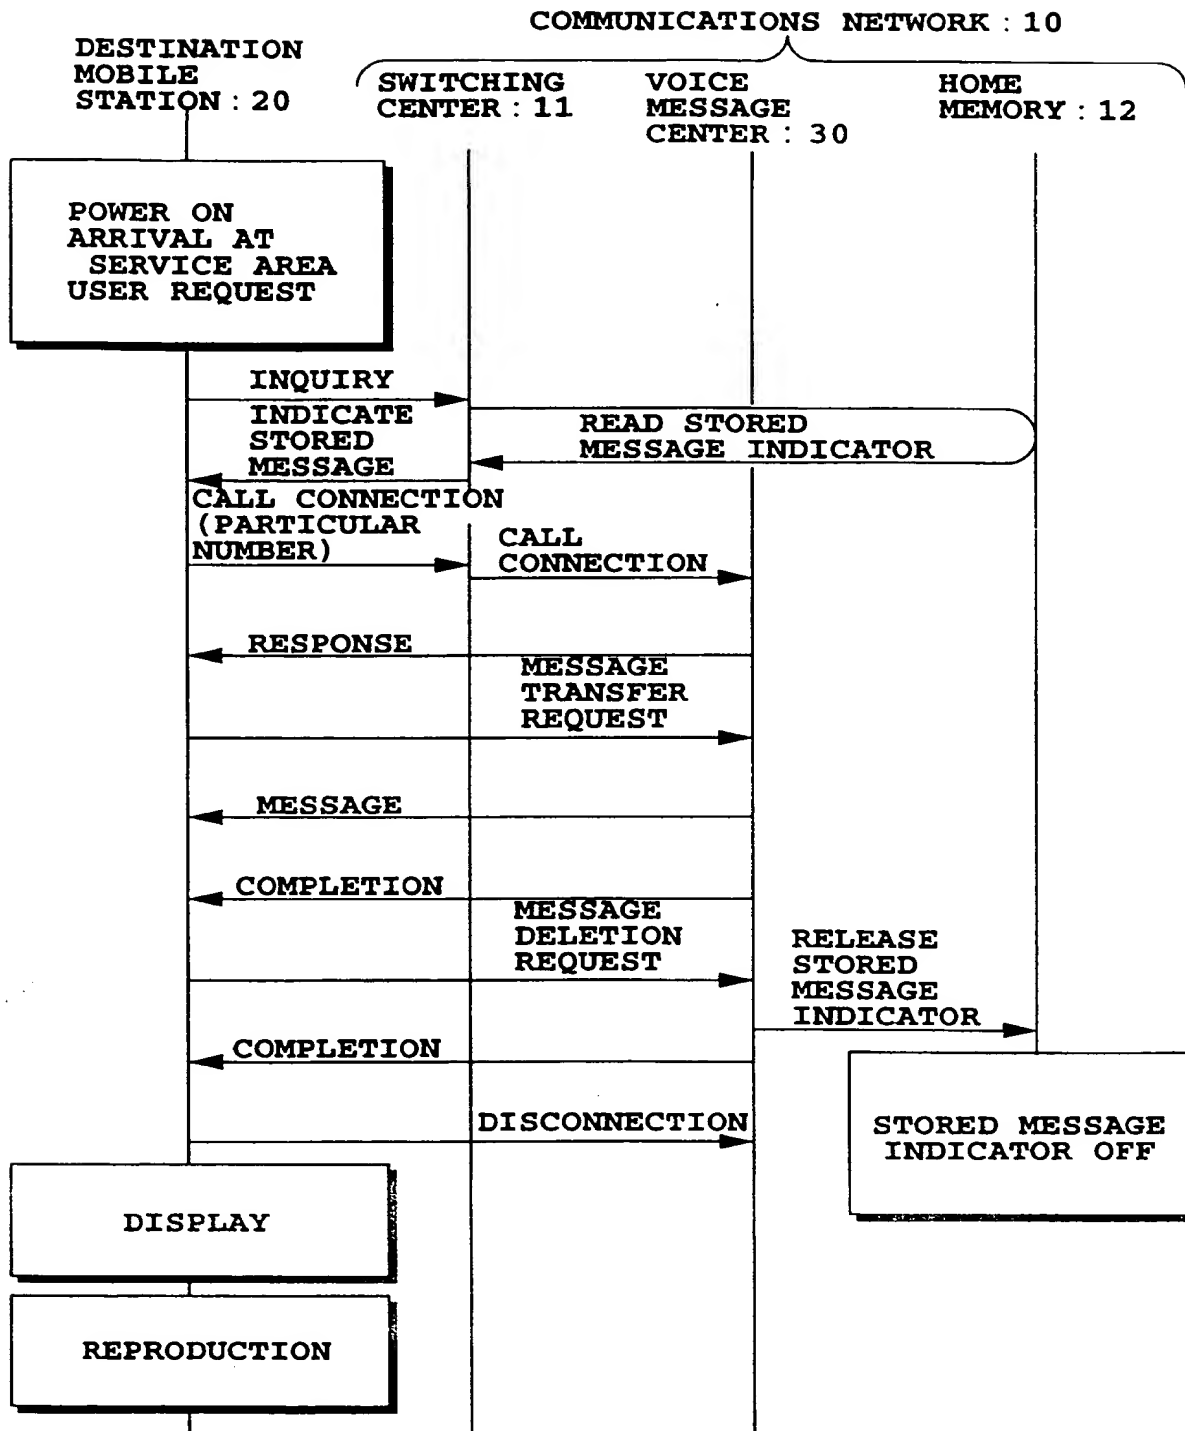 COMMUNICATIONS NETWORK : 10
DESTINATION
MOBILE
STATION : 20
SWITCHING
CENTER : 11
VOICE
MESSAGE
CENTER : 30
HOME
MEMORY : 12
POWER ON
ARRIVAL AT
SERVICE AREA
USER REQUEST
INQUIRY
READ STORED
MESSAGE INDICATOR
INDICATE
STORED
MESSAGE
CALL CONNECTION
(PARTICULAR
NUMBER)
CALL
CONNECTION
RESPONSE
MESSAGE
TRANSFER
REQUEST
MESSAGE
COMPLETION
MESSAGE
DELETION
REQUEST
RELEASE
STORED
MESSAGE
INDICATOR
COMPLETION
DISCONNECTION
STORED MESSAGE
INDICATOR OFF
DISPLAY
REPRODUCTION